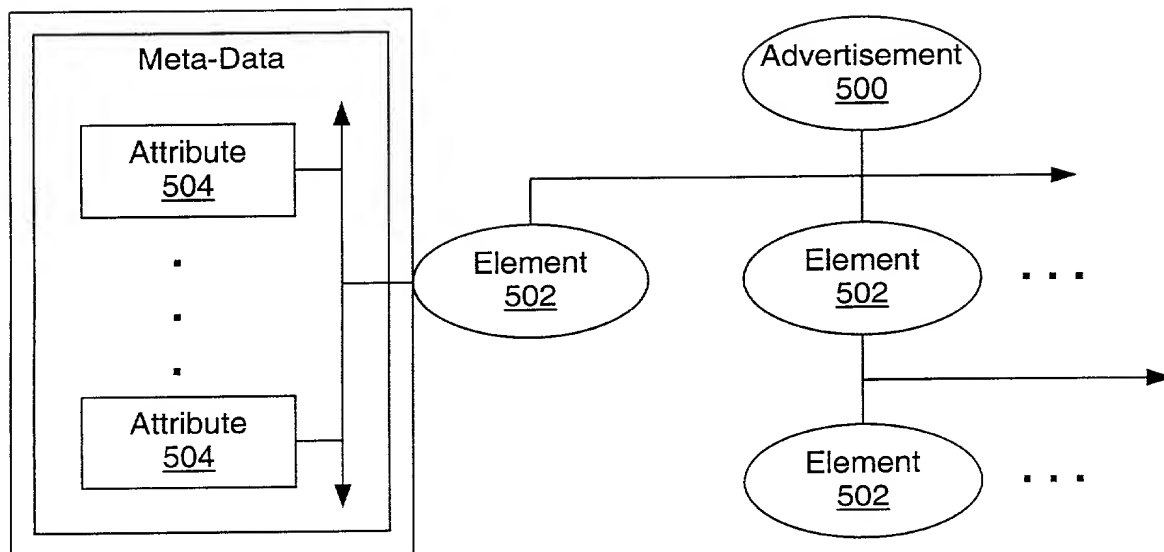 Meta-Data
Attribute
504
Attribute
504
Advertisement
500
Element
502
Element
502
Element
502